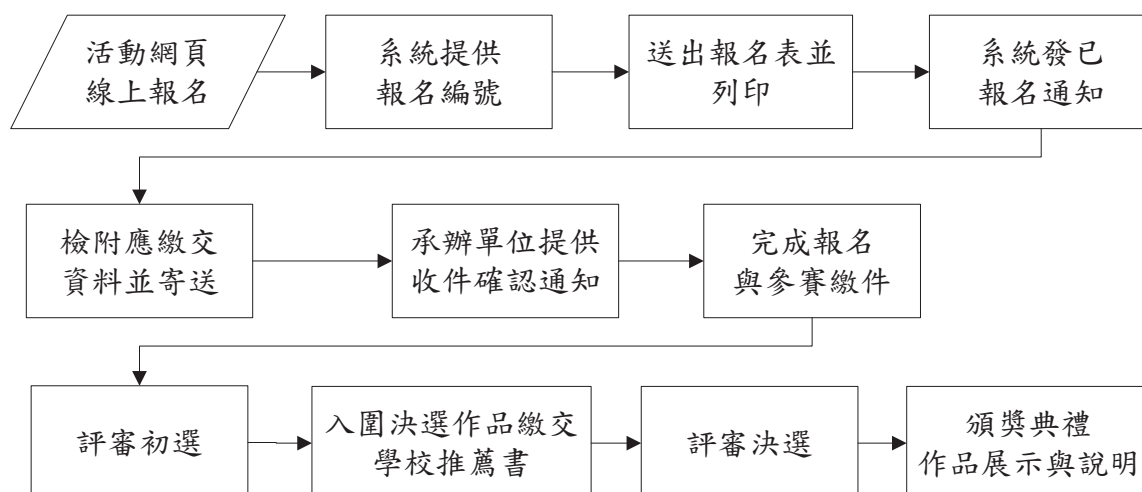 活動網頁
線上報名
系統提供
報名編號
送出報名表並
列印
系統發已
報名通知
檢附應繳交
資料並寄送
承辦單位提供
收件確認通知
完成報名
與參賽繳件
評審初選
入圍決選作品繳交
學校推薦書
評審決選
頒獎典禮
作品展示與說明